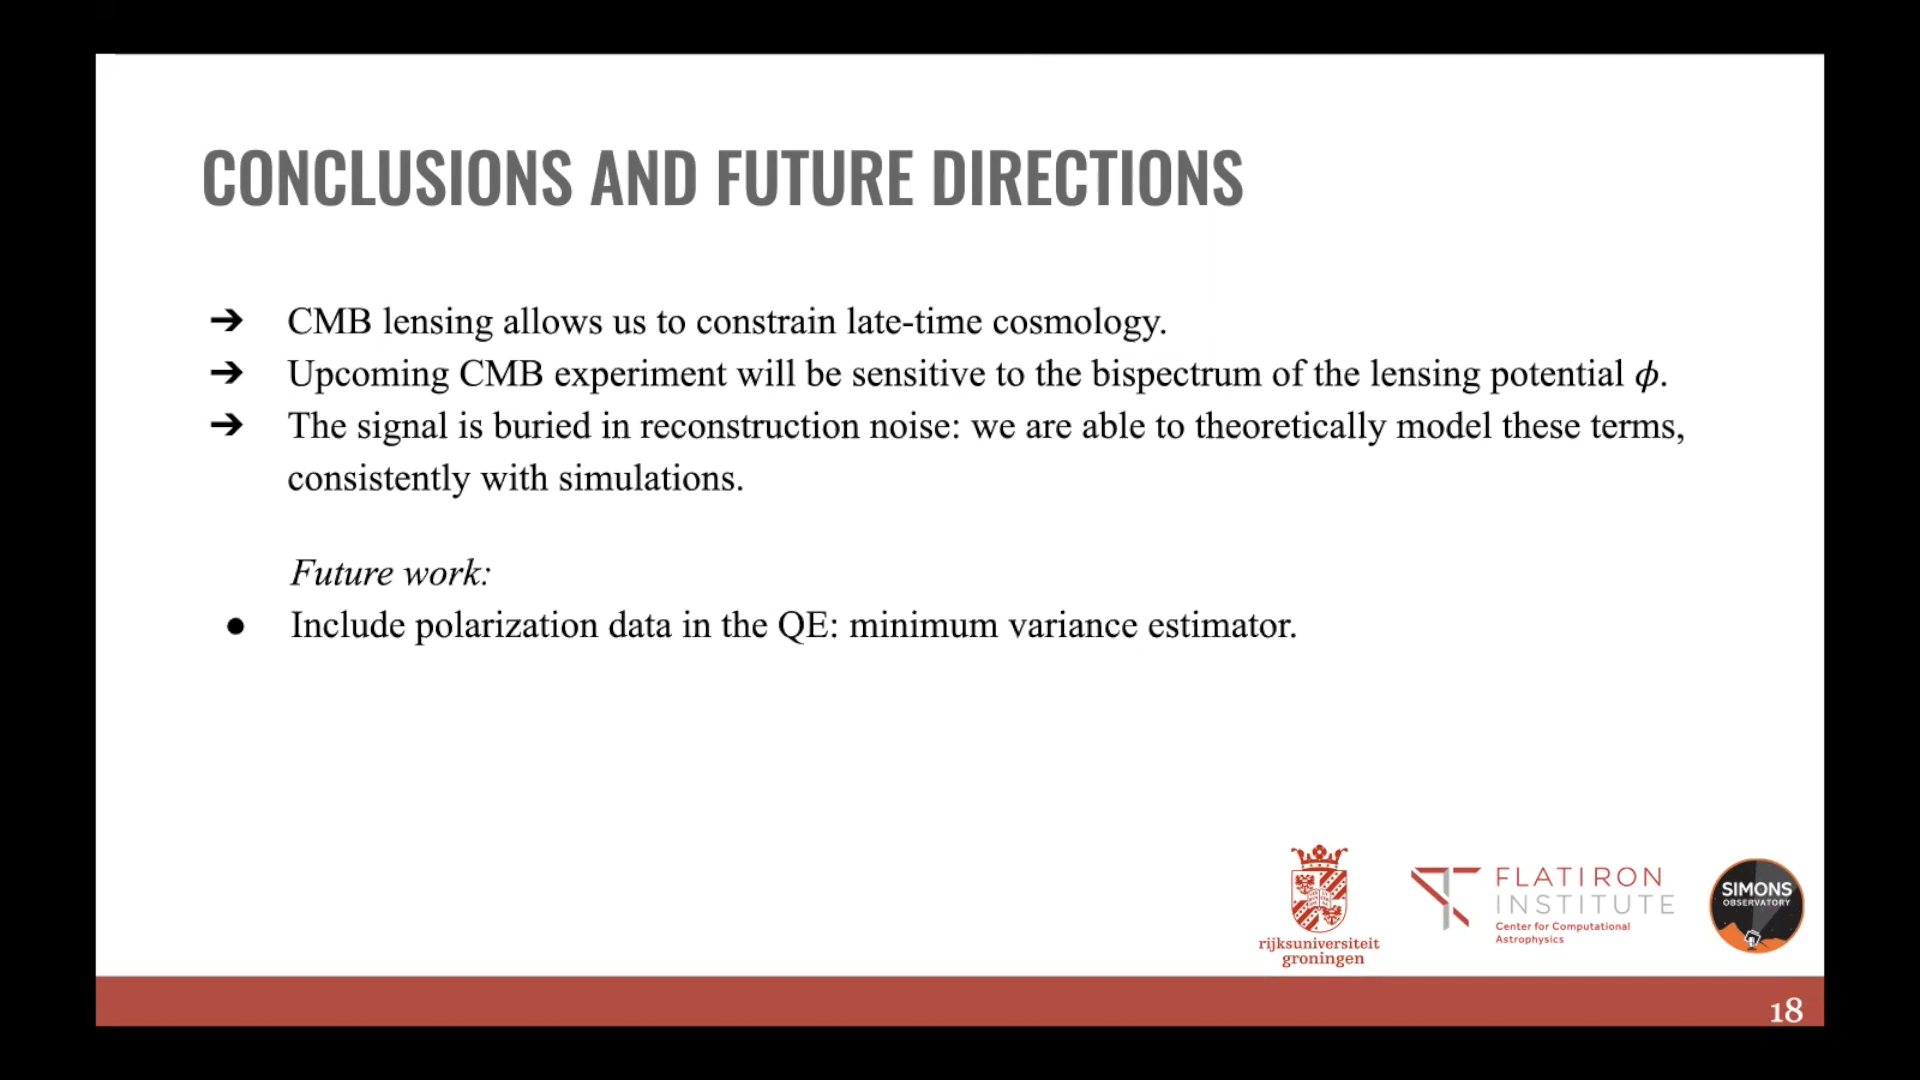 CONCLUSIONS AND FUTURE DIRECTIONS
➔ CMB lensing allows us to constrain late-time cosmology.
➔ Upcoming CMB experiment will be sensitive to the bispectrum of the lensing potential ϕ.
➔ The signal is buried in reconstruction noise: we are able to theoretically model these terms,
consistently with simulations.
Future work:
● Include polarization data in the QE: minimum variance estimator.
rijksuniversiteit
groningen
FLATIRON
INSTITUTE
Center for Computational
Astrophysics
SIMONS
OBSERVATORY
18